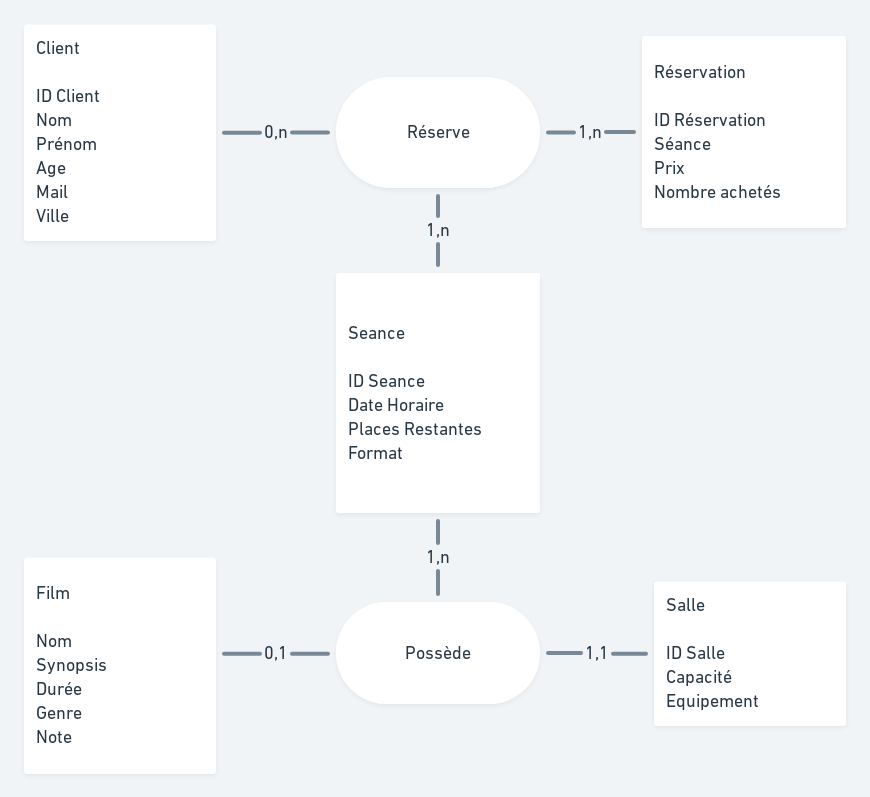 Client
ID Client
Nom
Prénom
Age
Mail
Ville
0,n
Réserve
1,n
Réservation
ID Réservation
Séance
Prix
Nombre achetés
1,n
Seance
ID Seance
Date Horaire
Places Restantes
Format
1,n
Film
Nom
Synopsis
Durée
Genre
Note
0,1
Possède
1,1
Salle
ID Salle
Capacité
Equipement